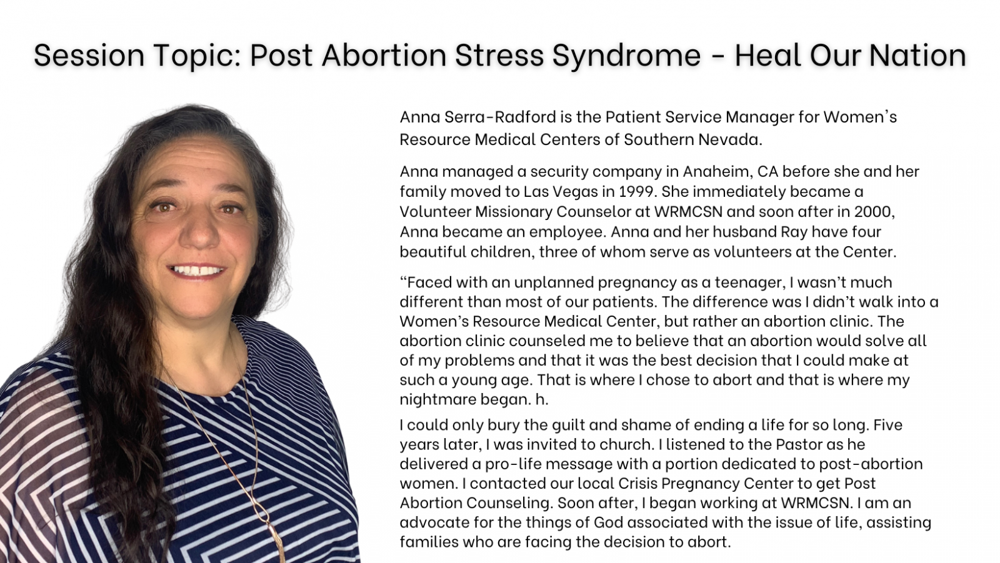 Session Topic: Post Abortion Stress Syndrome - Heal Our Nation
Anna Serra-Radford is the Patient Service Manager for Women's
Resource Medical Centers of Southern Nevada.
Anna managed a security company in Anaheim, CA before she and her
family moved to Las Vegas in 1999. She immediately became a
Volunteer Missionary Counselor at WRMCSN and soon after in 2000,
Anna became an employee. Anna and her husband Ray have four
beautiful children, three of whom serve as volunteers at the Center.
“Faced with an unplanned pregnancy as a teenager, I wasn’t much
different than most of our patients. The difference was I didn’t walk into a
Women’s Resource Medical Center, but rather an abortion clinic. The
abortion clinic counseled me to believe that an abortion would solve all
of my problems and that it was the best decision that I could make at
such a young age. That is where I chose to abort and that is where my
nightmare began. h.
I could only bury the guilt and shame of ending a life for so long. Five
years later, I was invited to church. I listened to the Pastor as he
delivered a pro-life message with a portion dedicated to post-abortion
women. I contacted our local Crisis Pregnancy Center to get Post
Abortion Counseling. Soon after, I began working at WRMCSN. I am an
advocate for the things of God associated with the issue of life, assisting
families who are facing the decision to abort.